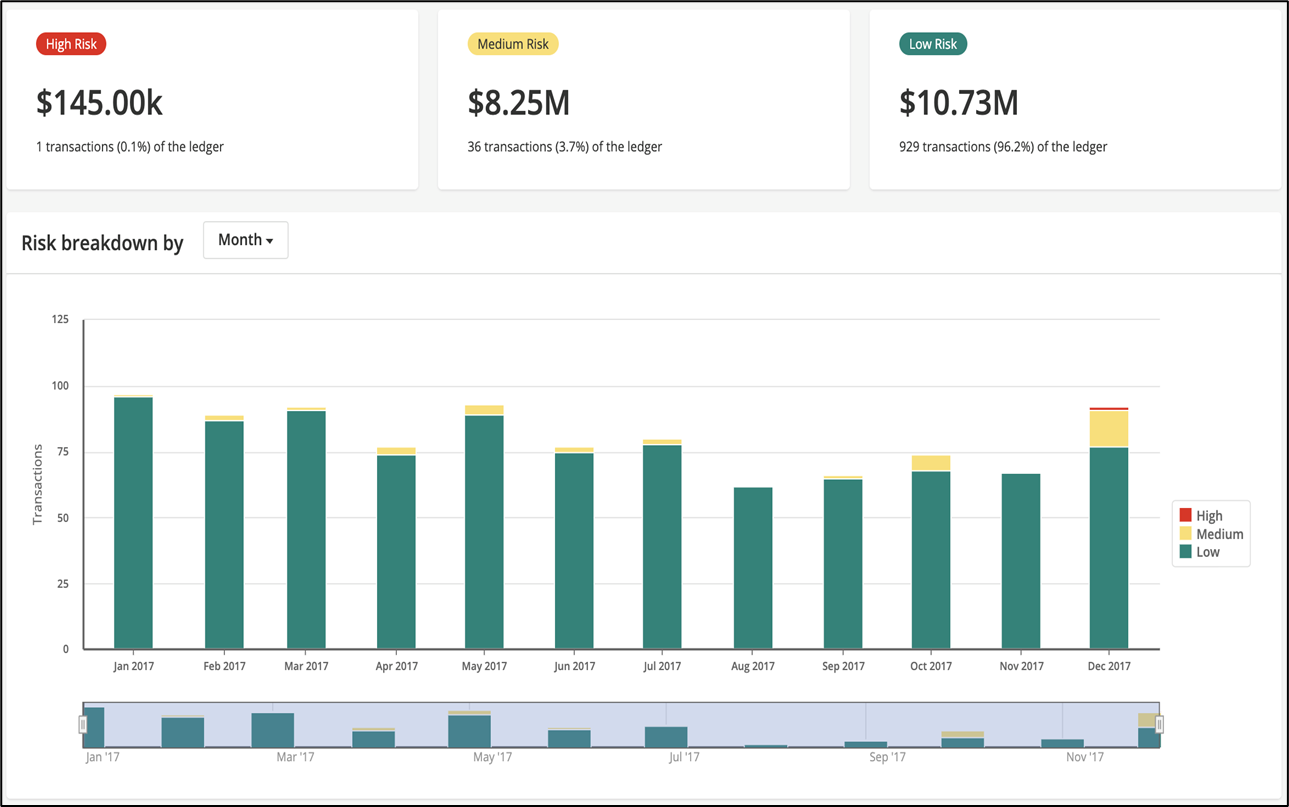 High Risk
$145.00k
1 transactions (0.1%) of the ledger
Medium Risk
$8.25M
36 transactions (3.7%) of the ledger
Low Risk
$10.73M
929 transactions (96.2%) of the ledger
Risk breakdown by
Month
125
100
75
50
25
0
Transactions
Jan 2017
Feb 2017
Mar 2017
Apr 2017
May 2017
Jun 2017
Jul 2017
Aug 2017
Sep 2017
Oct 2017
Nov 2017
Dec 2017
High
Medium
Low
Jan '17
Mar '17
May '17
Jul '17
Sep '17
Nov '17